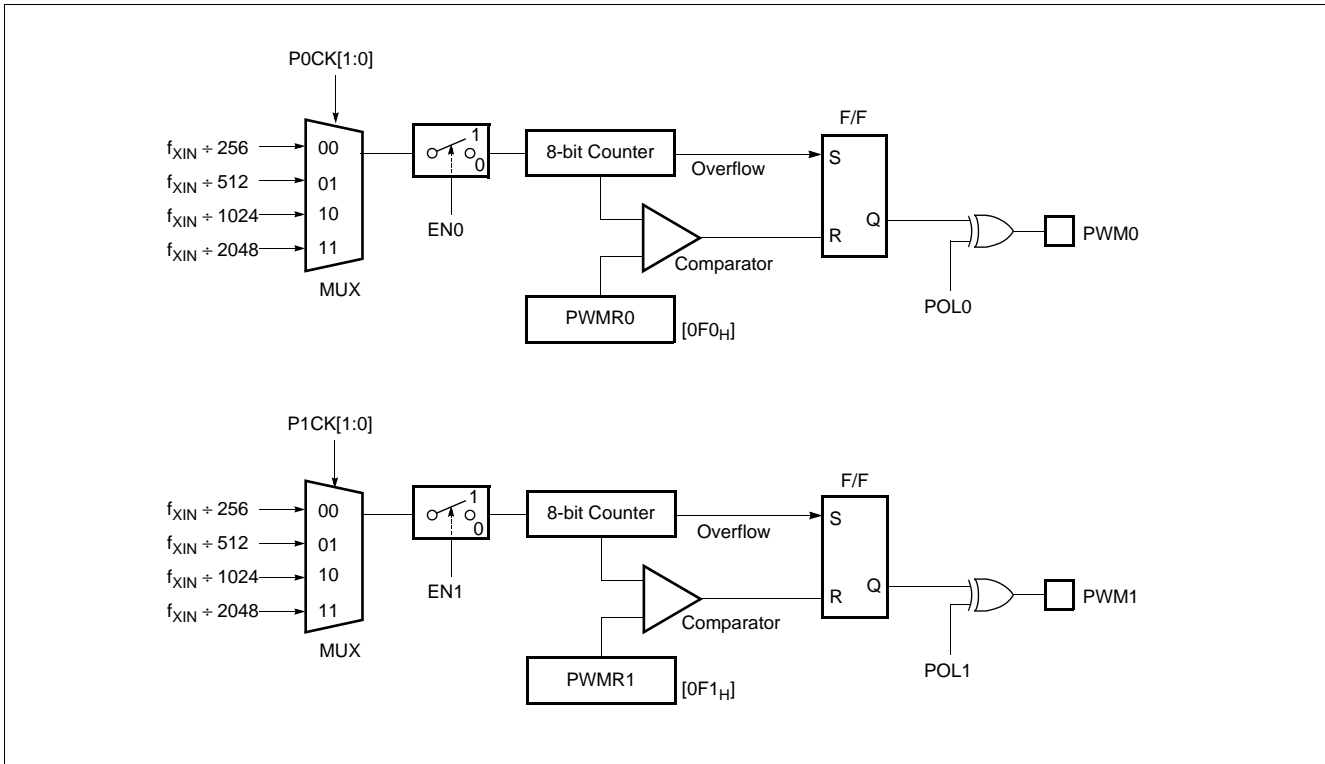 P0CK[1:0]
F/F
fXIN ÷ 256
00
1
0
8-bit Counter
Overflow
S
fXIN ÷ 512
01
fXIN ÷ 1024
10
EN0
Q
PWM0
fXIN ÷ 2048
11
R
Comparator
MUX
POL0
PWMR0
[0F0H]
P1CK[1:0]
F/F
fXIN ÷ 256
00
1
0
8-bit Counter
Overflow
S
fXIN ÷ 512
01
fXIN ÷ 1024
10
EN1
Q
PWM1
fXIN ÷ 2048
11
R
Comparator
MUX
POL1
PWMR1
[0F1H]